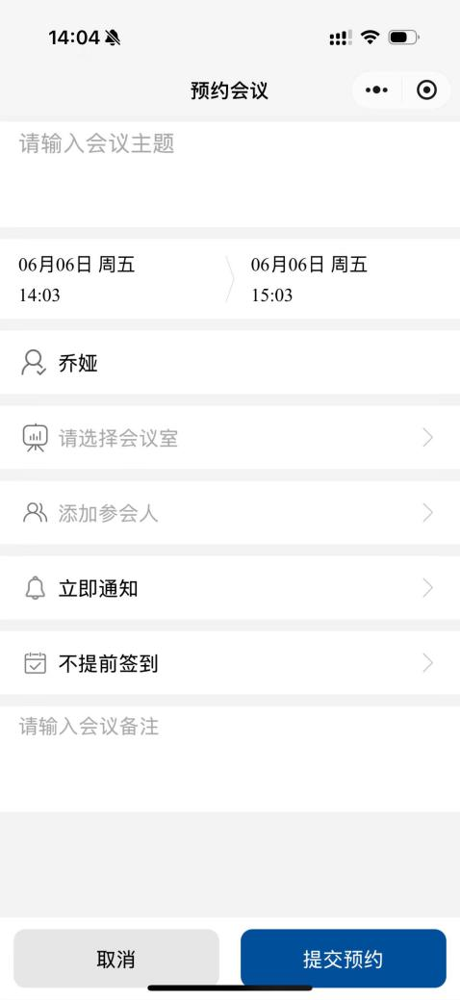 14:04
预约会议
请输入会议主题
06月06日 周五
14:03
06月06日 周五
15:03
乔娅
请选择会议室
添加参会人
立即通知
不提前签到
请输入会议备注
取消
提交预约